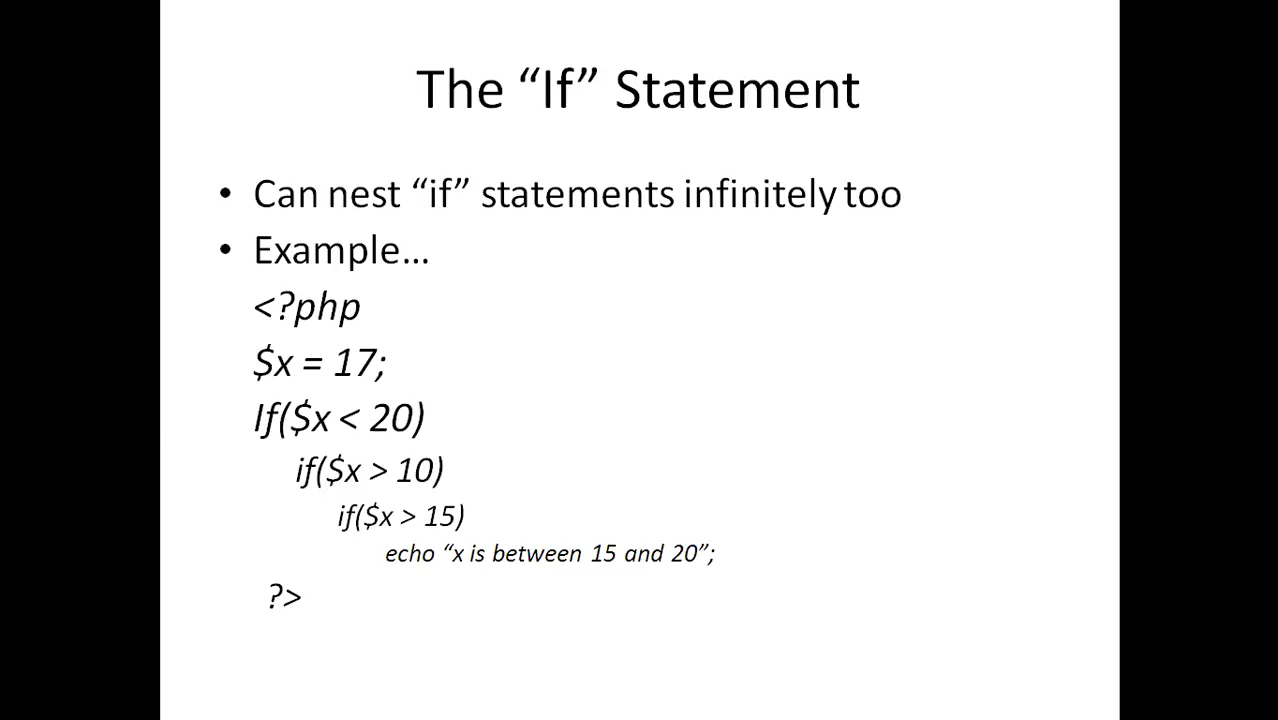 The “If” Statement
• Can nest “if” statements infinitely too
• Example…
<?php
$x = 17;
If($x < 20)
if($x > 10)
if($x > 15)
echo “x is between 15 and 20”;
?>